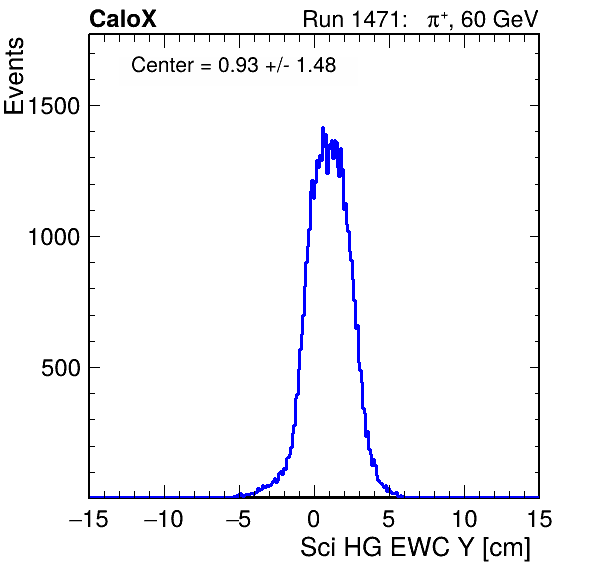 CaloX
Run 1471: π⁺, 60 GeV
Events
Center = 0.93 +/- 1.48
1500
1000
500
−15 −10 −5 0 5 10 15
Sci HG EWC Y [cm]